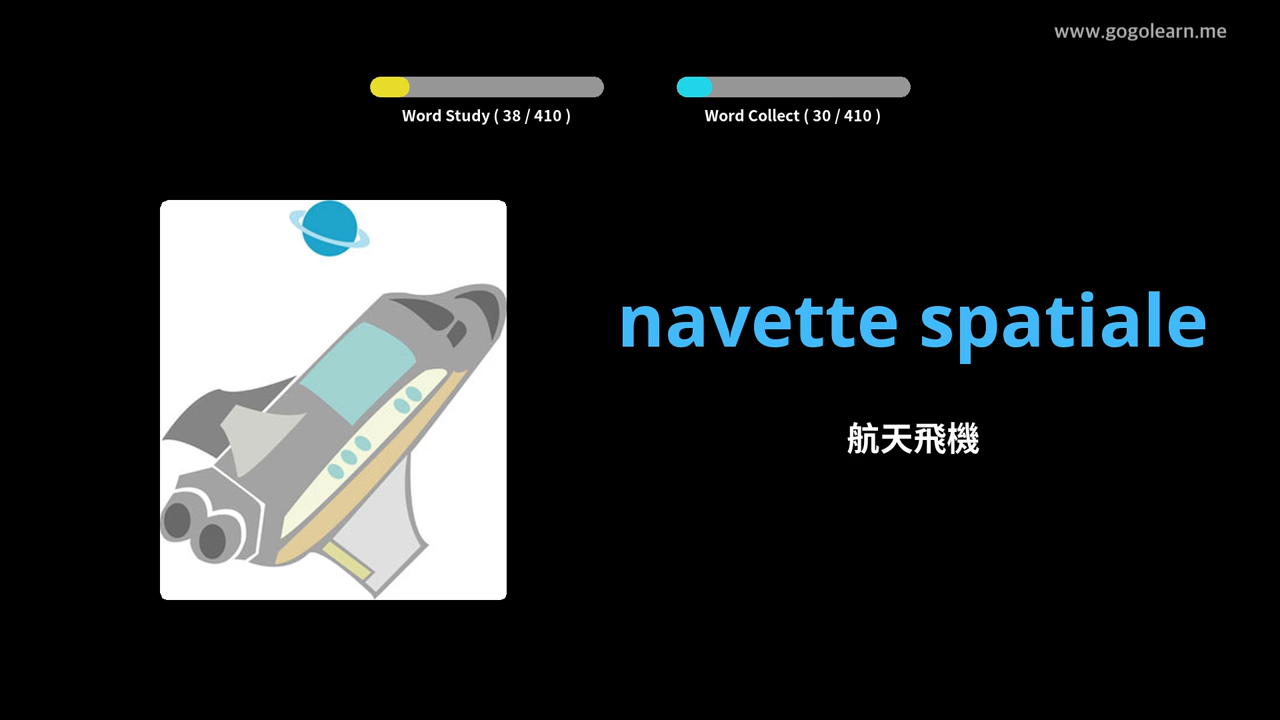 www.gogolearn.me
Word Study ( 38 / 410 )
Word Collect ( 30 / 410 )
navette spatiale
航天飛機